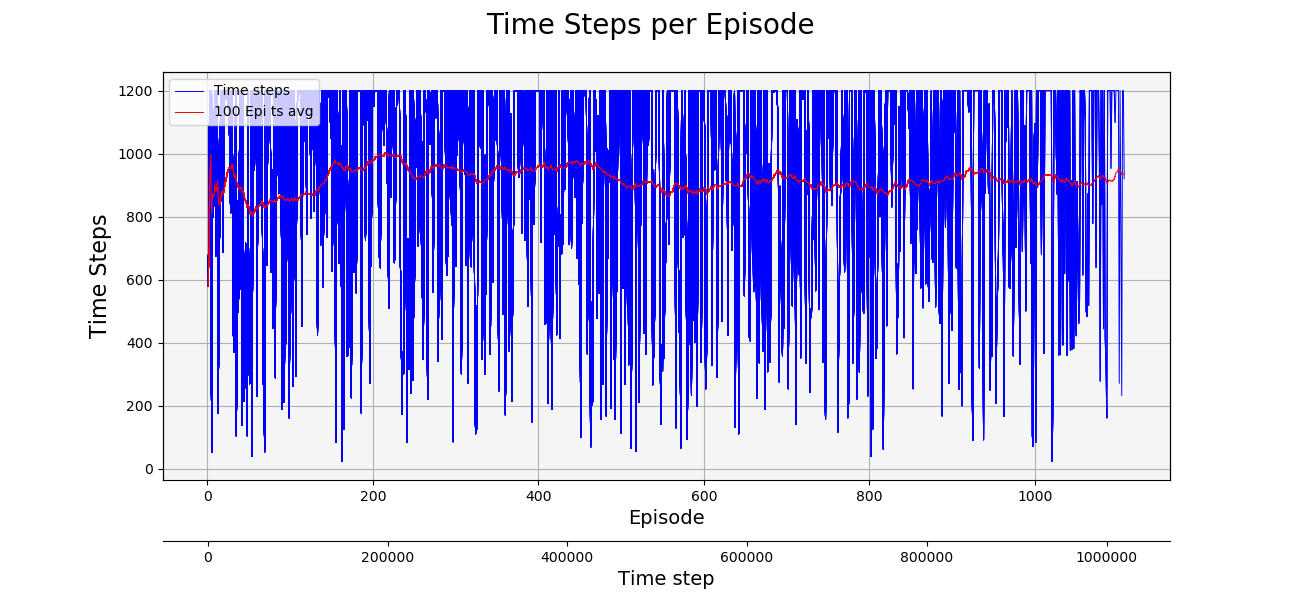 Time Steps per Episode
Time steps
100 Epi ts avg
Time Steps
1200
1000
800
600
400
200
0
0 200 400 600 800 1000
Episode
0 200000 400000 600000 800000 1000000
Time step